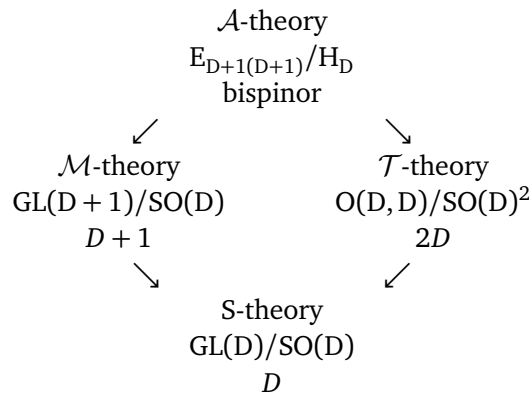 𝒜-theory
E_{D+1(D+1)}/H_D
bispinor
↙ ↘
ℳ-theory 𝒯-theory
GL(D + 1)/SO(D) O(D, D)/SO(D)²
D + 1 2D
↘ ↙
S-theory
GL(D)/SO(D)
D